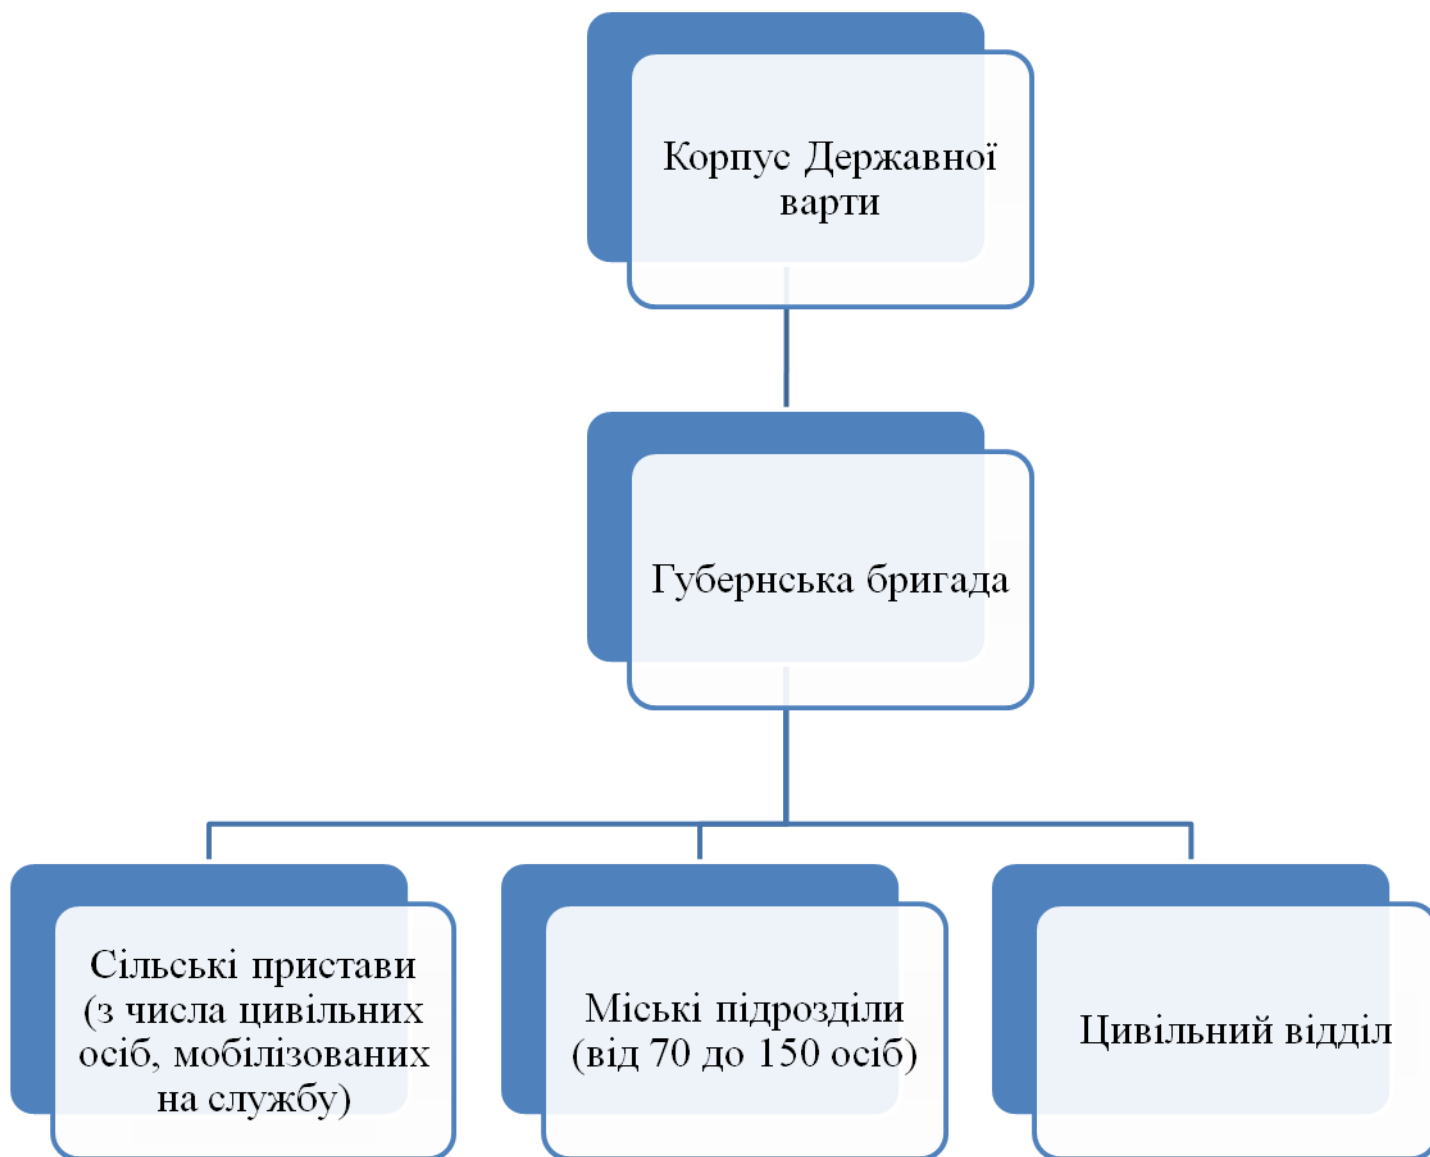 Корпус Державної
варти
Губернська бригада
Сільські пристави
(з числа цивільних
осіб, мобілізованих
на службу)
Міські підрозділи
(від 70 до 150 осіб)
Цивільний відділ